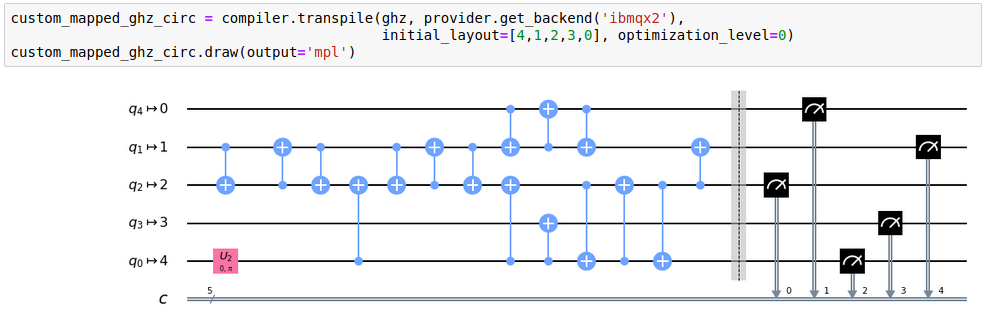 custom_mapped_ghz_circ = compiler.transpile(ghz, provider.get_backend('ibmqx2'),
initial_layout=[4,1,2,3,0], optimization_level=0)
custom_mapped_ghz_circ.draw(output='mpl')
q4 ↦ 0
q1 ↦ 1
q2 ↦ 2
q3 ↦ 3
q0 ↦ 4
U2
0, π
c
5
0 1 2 3 4